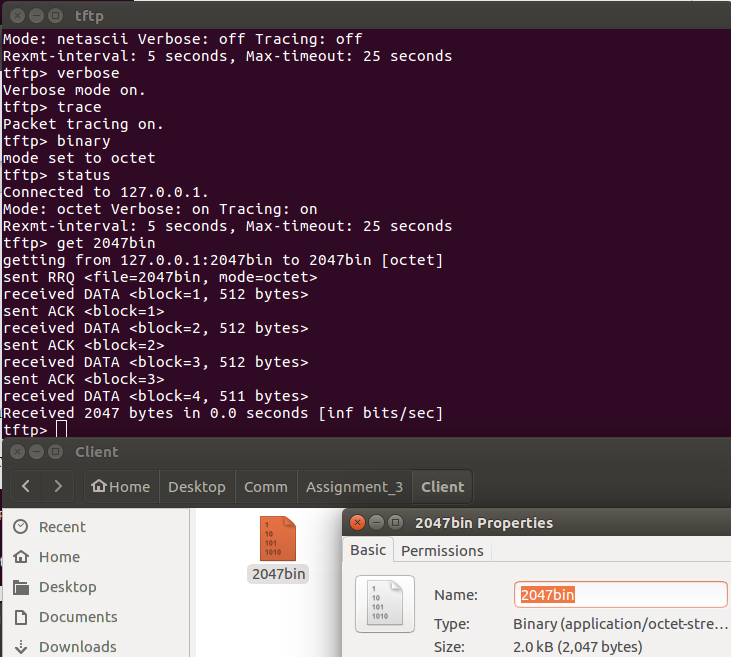 tftp
Mode: netascii Verbose: off Tracing: off
Rexmt-interval: 5 seconds, Max-timeout: 25 seconds
tftp> verbose
Verbose mode on.
tftp> trace
Packet tracing on.
tftp> binary
mode set to octet
tftp> status
Connected to 127.0.0.1.
Mode: octet Verbose: on Tracing: on
Rexmt-interval: 5 seconds, Max-timeout: 25 seconds
tftp> get 2047bin
getting from 127.0.0.1:2047bin to 2047bin [octet]
sent RRQ <file=2047bin, mode=octet>
received DATA <block=1, 512 bytes>
sent ACK <block=1>
received DATA <block=2, 512 bytes>
sent ACK <block=2>
received DATA <block=3, 512 bytes>
sent ACK <block=3>
received DATA <block=4, 511 bytes>
Received 2047 bytes in 0.0 seconds [inf bits/sec]
tftp>
Client
Home Desktop Comm Assignment_3 Client
Recent
Home
Desktop
Documents
Downloads
1
10
101
1010
2047bin
2047bin Properties
Basic Permissions
1
10
101
1010
Name: 2047bin
Type: Binary (application/octet-stre...
Size: 2.0 kB (2,047 bytes)